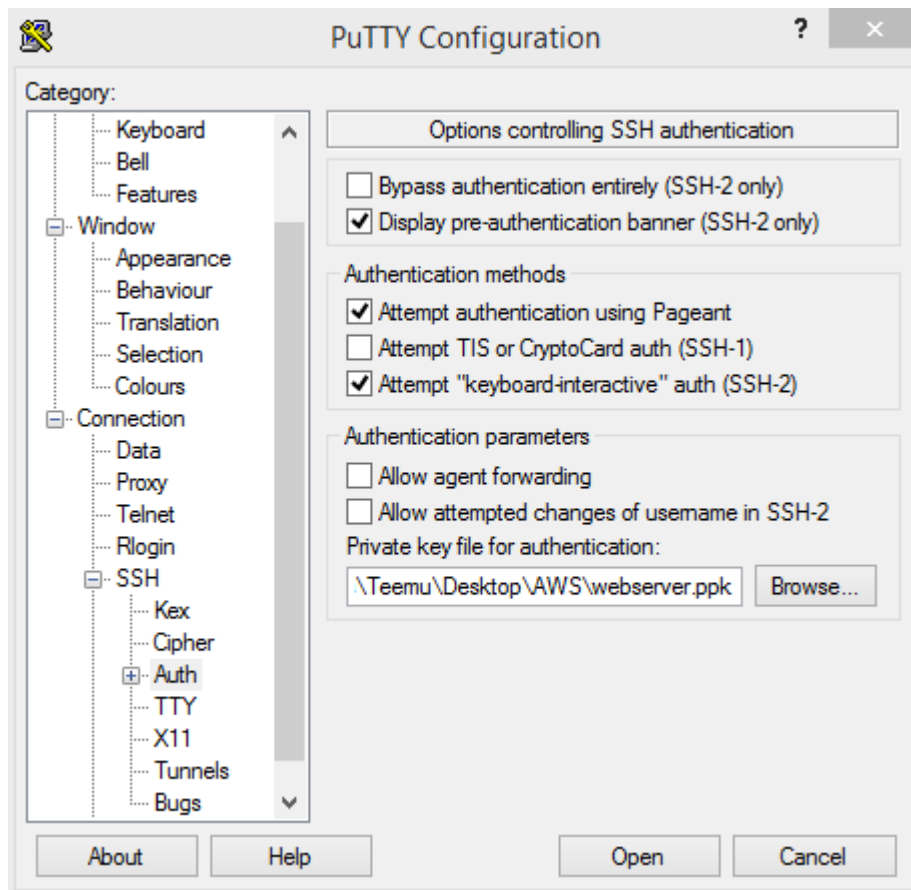 PuTTY Configuration
?
×
Category:
Keyboard
Bell
Features
Window
Appearance
Behaviour
Translation
Selection
Colours
Connection
Data
Proxy
Telnet
Rlogin
SSH
Kex
Cipher
Auth
TTY
X11
Tunnels
Bugs
Options controlling SSH authentication
Bypass authentication entirely (SSH-2 only)
Display pre-authentication banner (SSH-2 only)
Authentication methods
Attempt authentication using Pageant
Attempt TIS or CryptoCard auth (SSH-1)
Attempt "keyboard-interactive" auth (SSH-2)
Authentication parameters
Allow agent forwarding
Allow attempted changes of username in SSH-2
Private key file for authentication:
\Teemu\Desktop\AWS\webserver.ppk
Browse...
About
Help
Open
Cancel